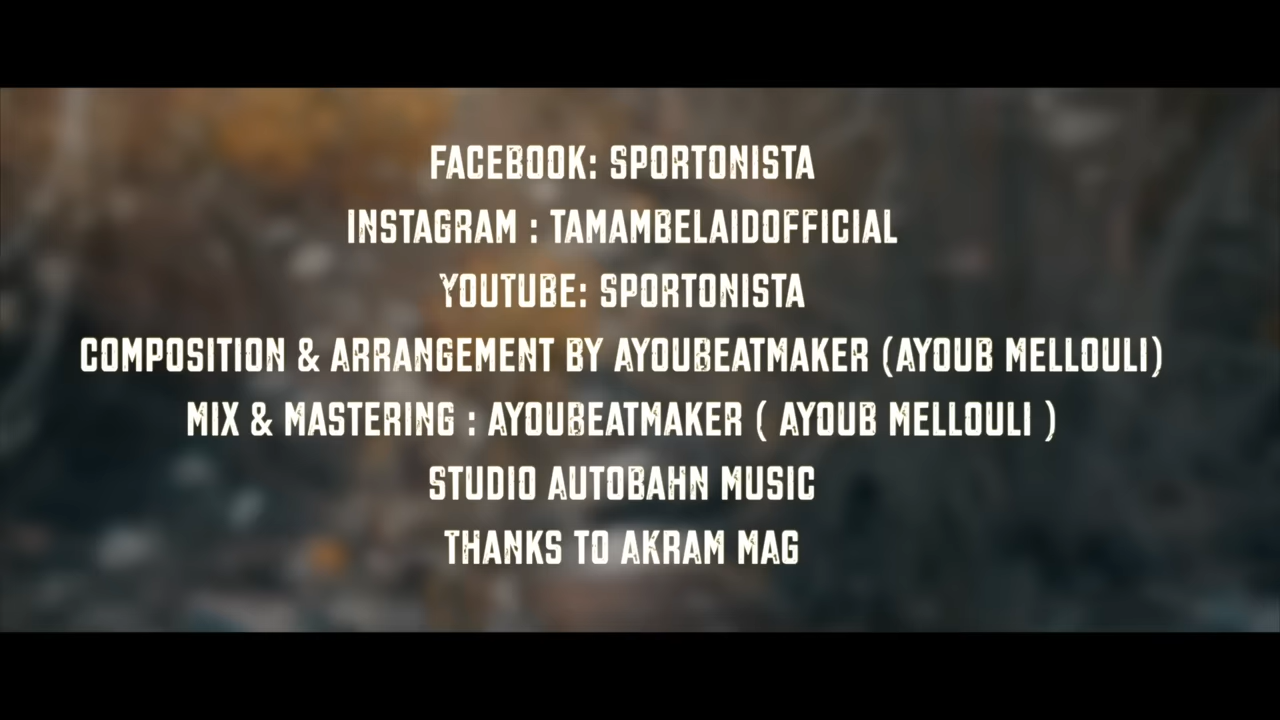 FACEBOOK: SPORTONISTA
INSTAGRAM : TAMAMBELAIDOFFICIAL
YOUTUBE: SPORTONISTA
COMPOSITION & ARRANGEMENT BY AYOUBEATMAKER (AYOUB MELLOULI)
MIX & MASTERING : AYOUBEATMAKER ( AYOUB MELLOULI )
STUDIO AUTOBAHN MUSIC
THANKS TO AKRAM MAG